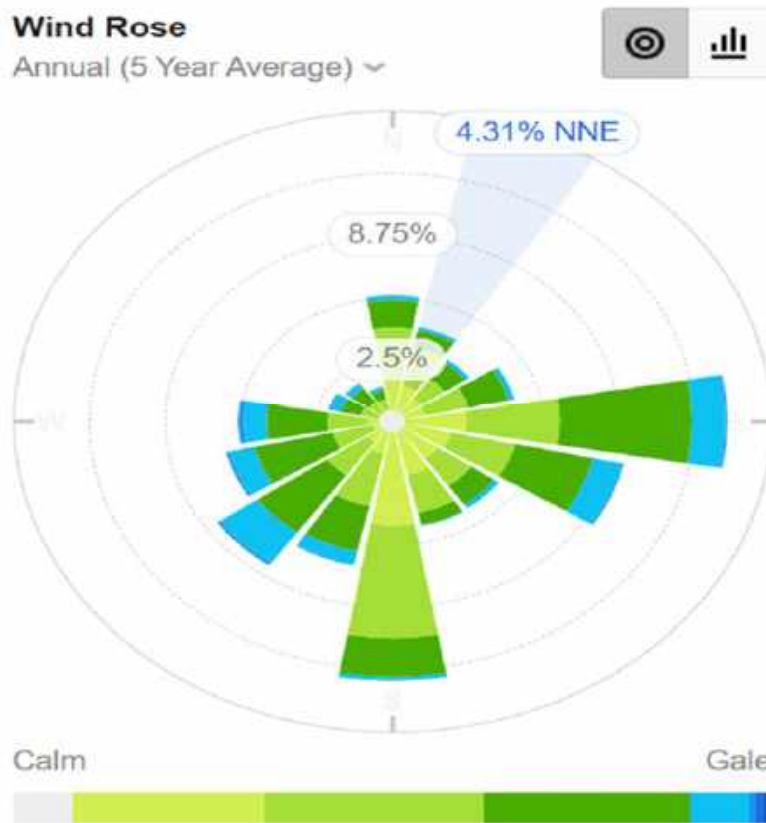 Wind Rose
Annual (5 Year Average)
N
4.31% NNE
8.75%
2.5%
W
S
Calm
Gale